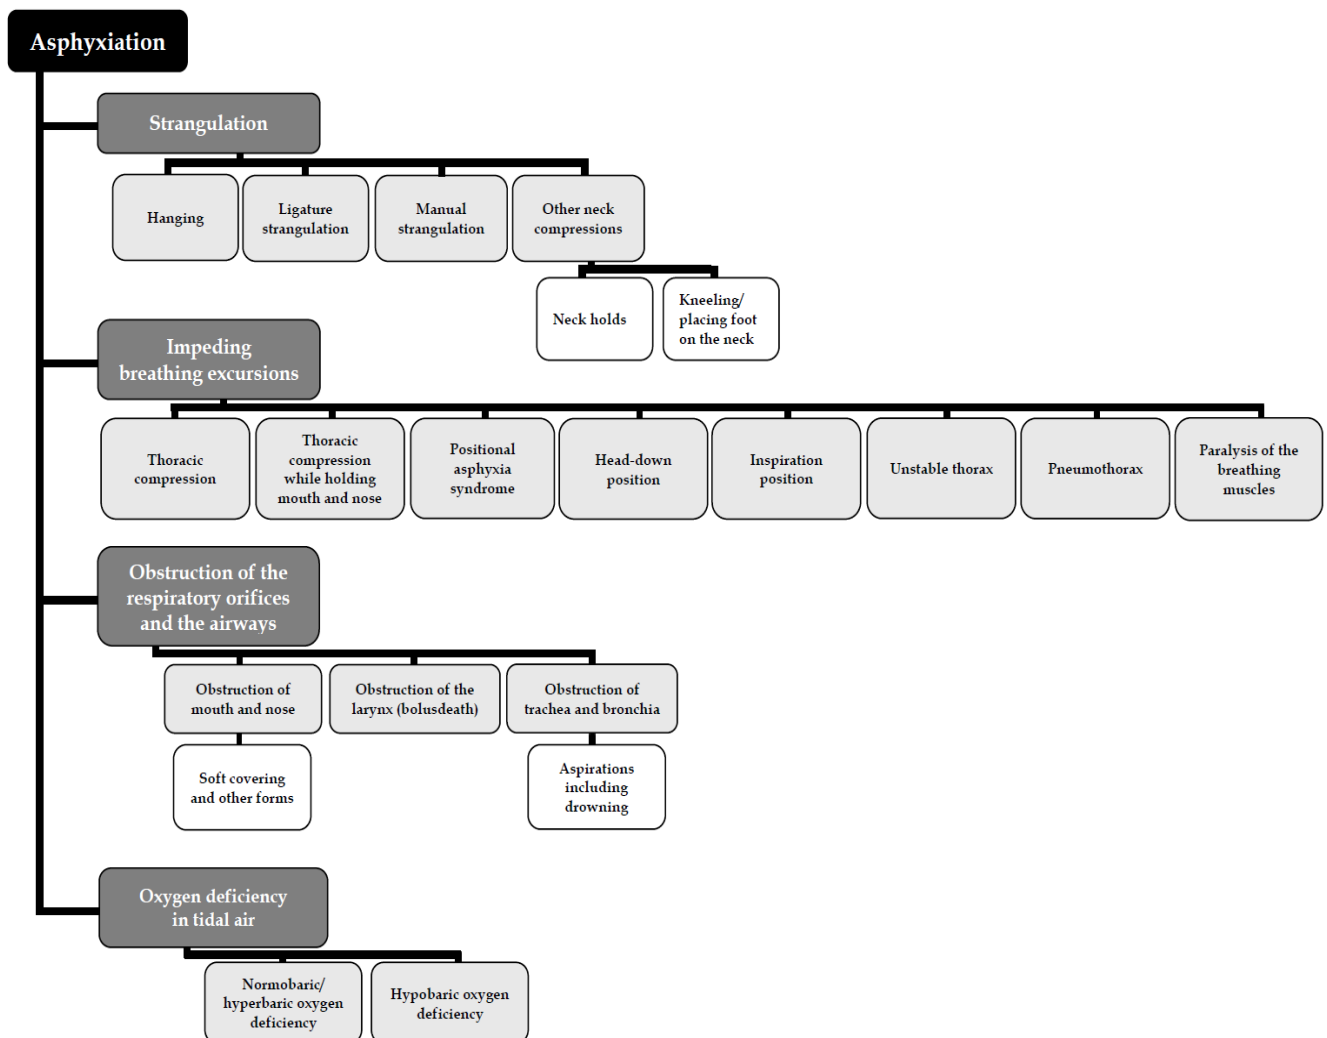 Asphyxiation
Strangulation
Hanging
Ligature
strangulation
Manual
strangulation
Other neck
compressions
Neck holds
Kneeling/
placing foot
on the neck
Impeding
breathing excursions
Thoracic
compression
Thoracic
compression
while holding
mouth and nose
Positional
asphyxia
syndrome
Head-down
position
Inspiration
position
Unstable thorax
Pneumothorax
Paralysis of the
breathing
muscles
Obstruction of the
respiratory orifices
and the airways
Obstruction of
mouth and nose
Obstruction of the
larynx (bolusdeath)
Obstruction of
trachea and bronchia
Soft covering
and other forms
Aspirations
including
drowning
Oxygen deficiency
in tidal air
Normobaric/
hyperbaric oxygen
deficiency
Hypobaric oxygen
deficiency